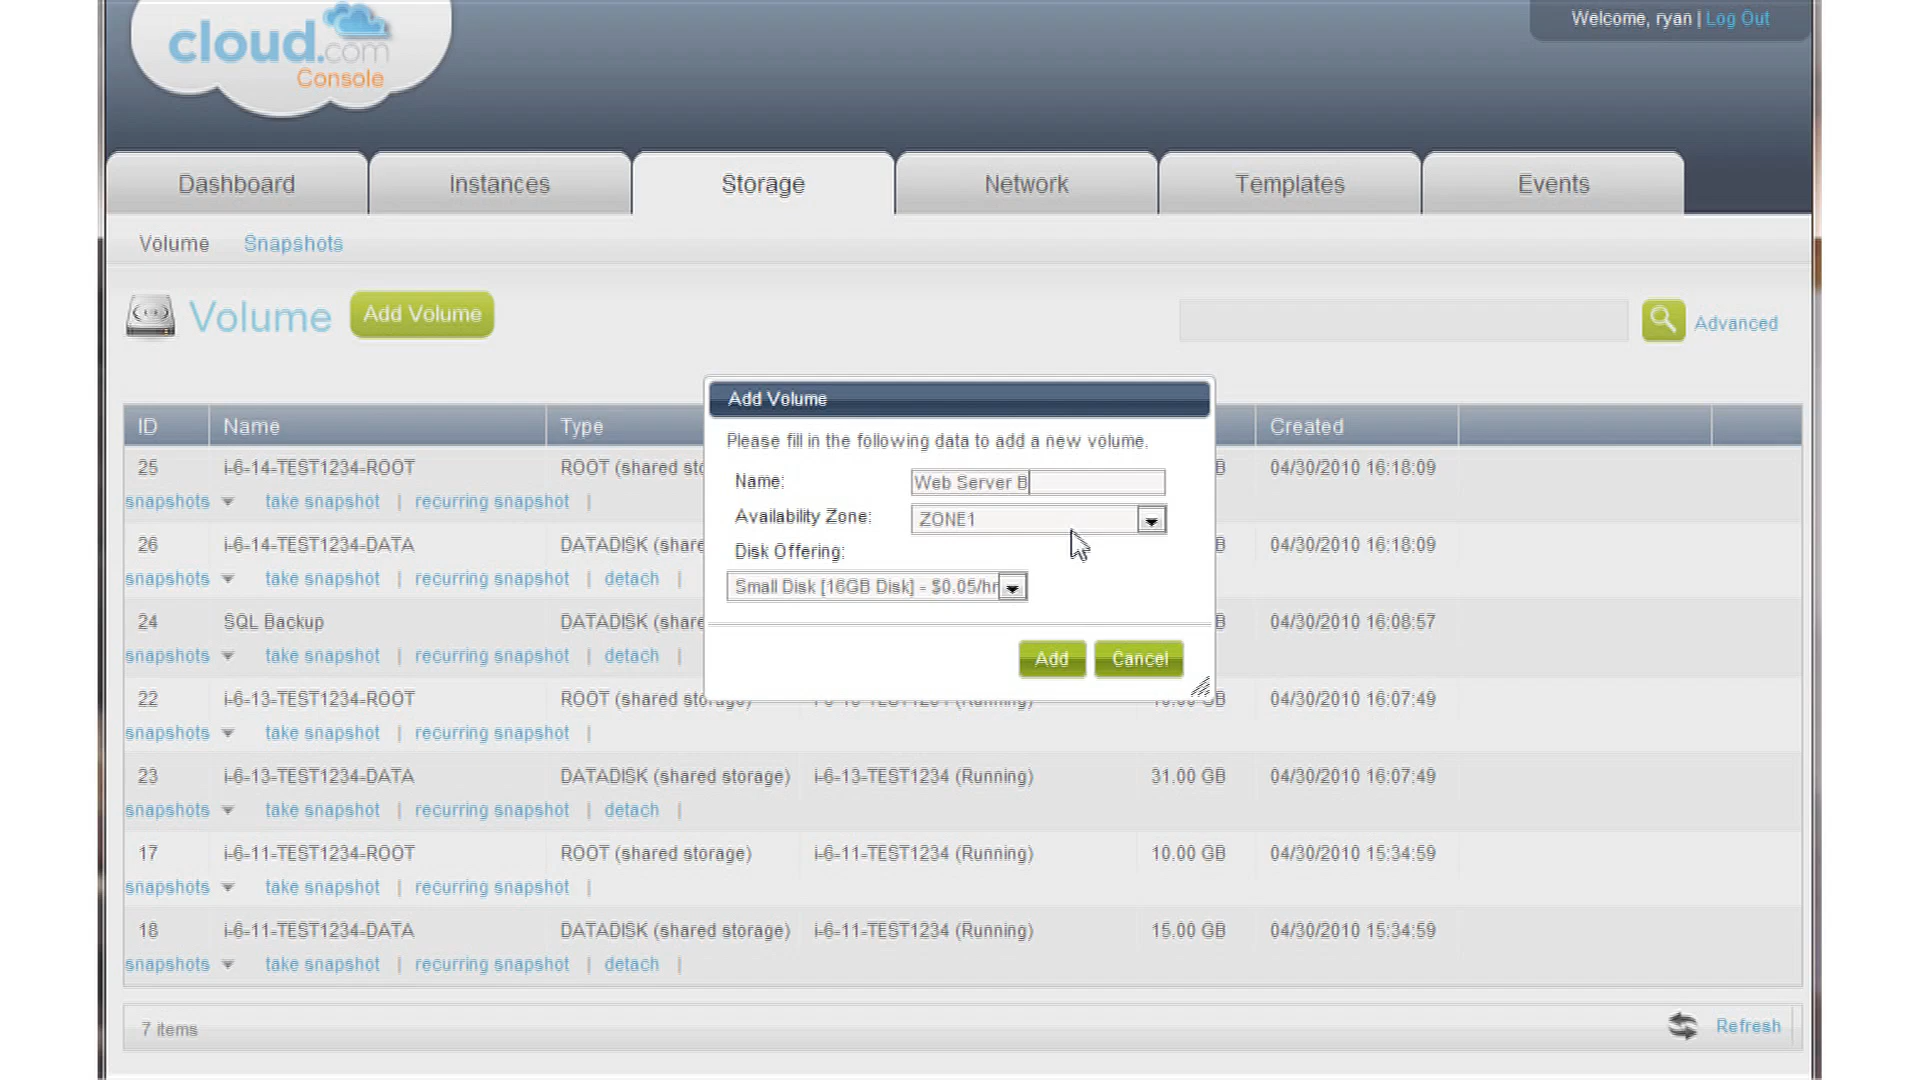 cloud.com
Console
Welcome, ryan | Log Out
Dashboard Instances Storage Network Templates Events
Volume Snapshots
Volume Add Volume Advanced
Add Volume
Please fill in the following data to add a new volume.
Name: Web Server B
Availability Zone: ZONE1
Disk Offering:
Small Disk [16GB Disk] - $0.05/hr
Add Cancel
ID Name Type Created
25 i-6-14-TEST1234-ROOT ROOT (shared 04/30/2010 16:18:09
snapshots take snapshot | recurring snapshot |
26 i-6-14-TEST1234-DATA DATADISK 04/30/2010 16:18:09
snapshots take snapshot | recurring snapshot | detach |
24 SQL Backup DATADISK 04/30/2010 16:08:57
snapshots take snapshot | recurring snapshot | detach |
22 i-6-13-TEST1234-ROOT ROOT (shared 04/30/2010 16:07:49
snapshots take snapshot | recurring snapshot |
23 i-6-13-TEST1234-DATA DATADISK (shared storage) i-6-13-TEST1234 (Running) 31.00 GB 04/30/2010 16:07:49
snapshots take snapshot | recurring snapshot | detach |
17 i-6-11-TEST1234-ROOT ROOT (shared storage) i-6-11-TEST1234 (Running) 10.00 GB 04/30/2010 15:34:59
snapshots take snapshot | recurring snapshot |
18 i-6-11-TEST1234-DATA DATADISK (shared storage) i-6-11-TEST1234 (Running) 15.00 GB 04/30/2010 15:34:59
snapshots take snapshot | recurring snapshot | detach |
7 items Refresh